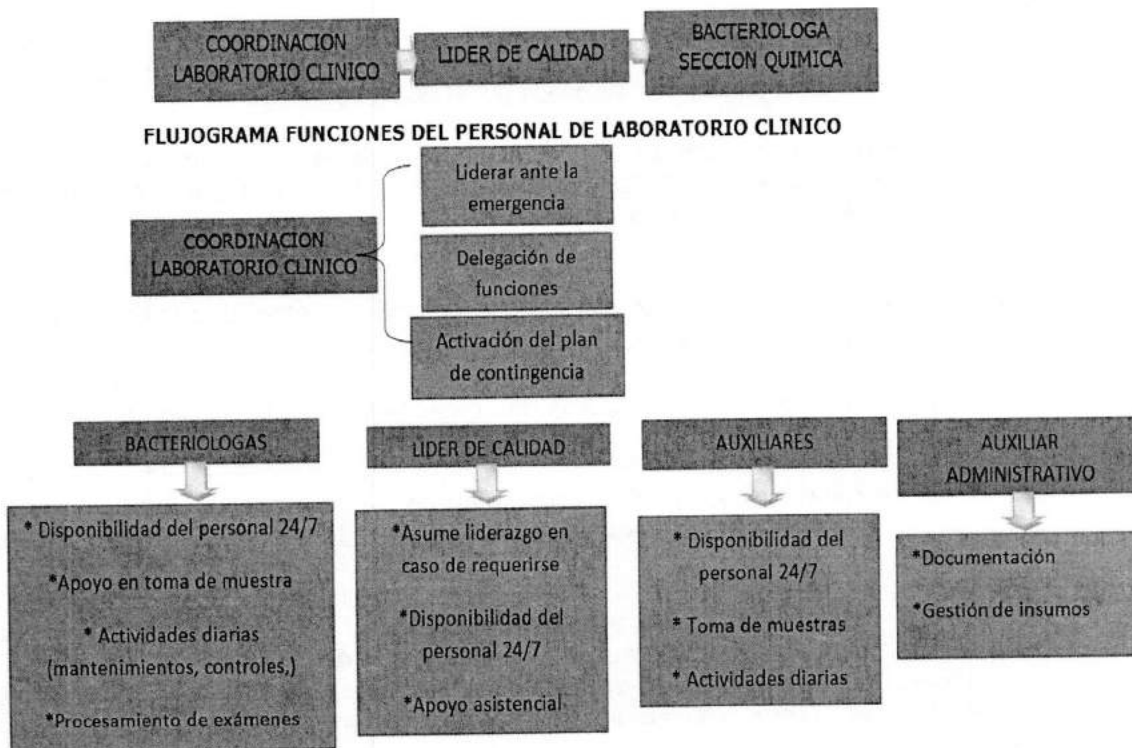 COORDINACION
LABORATORIO CLINICO
LIDER DE CALIDAD
BACTERIOLOGA
SECCION QUIMICA
FLUJOGRAMA FUNCIONES DEL PERSONAL DE LABORATORIO CLINICO
COORDINACION
LABORATORIO CLINICO
Liderar ante la
emergencia
Delegación de
funciones
Activación del plan
de contingencia
BACTERIOLOGAS
* Disponibilidad del personal 24/7
*Apoyo en toma de muestra
* Actividades diarias
(mantenimientos, controles,)
*Procesamiento de exámenes
LIDER DE CALIDAD
*Asume liderazgo en
caso de requerirse
*Disponibilidad del
personal 24/7
*Apoyo asistencial
AUXILIARES
* Disponibilidad del
personal 24/7
* Toma de muestras
* Actividades diarias
AUXILIAR
ADMINISTRATIVO
*Documentación
*Gestión de insumos